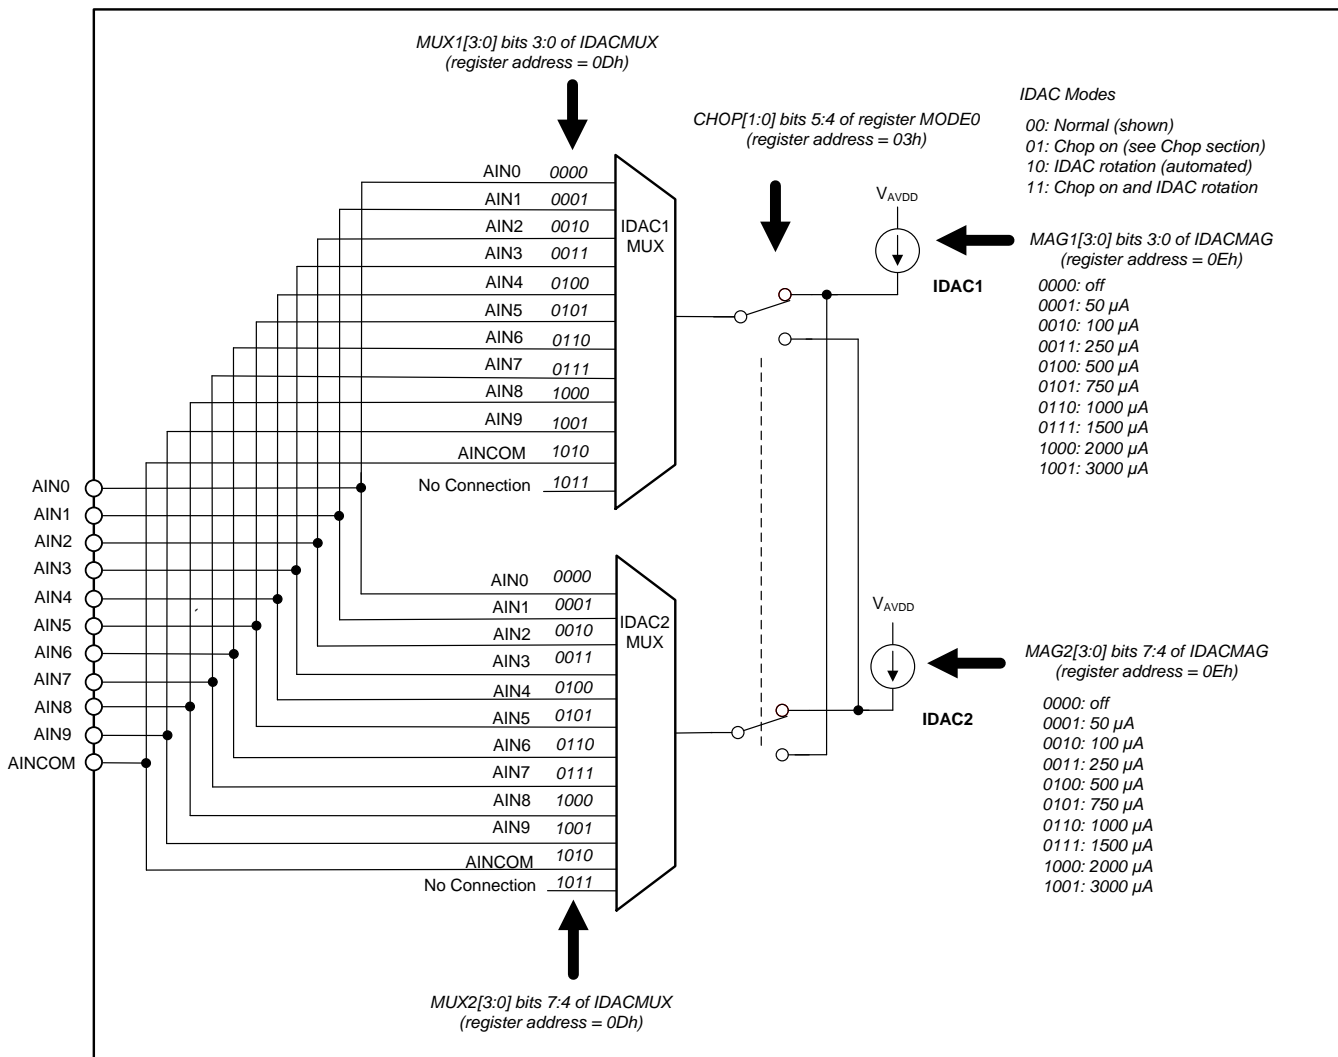 MUX1[3:0] bits 3:0 of IDACMUX
(register address = 0Dh)
CHOP[1:0] bits 5:4 of register MODE0
(register address = 03h)
IDAC Modes
00: Normal (shown)
01: Chop on (see Chop section)
10: IDAC rotation (automated)
11: Chop on and IDAC rotation
AIN0 0000
AIN1 0001
AIN2 0010
AIN3 0011
AIN4 0100
AIN5 0101
AIN6 0110
AIN7 0111
AIN8 1000
AIN9 1001
AINCOM 1010
No Connection 1011
IDAC1
MUX
VAVDD
IDAC1
MAG1[3:0] bits 3:0 of IDACMAG
(register address = 0Eh)
0000: off
0001: 50 µA
0010: 100 µA
0011: 250 µA
0100: 500 µA
0101: 750 µA
0110: 1000 µA
0111: 1500 µA
1000: 2000 µA
1001: 3000 µA
AIN0
AIN1
AIN2
AIN3
AIN4
AIN5
AIN6
AIN7
AIN8
AIN9
AINCOM
AIN0 0000
AIN1 0001
AIN2 0010
AIN3 0011
AIN4 0100
AIN5 0101
AIN6 0110
AIN7 0111
AIN8 1000
AIN9 1001
AINCOM 1010
No Connection 1011
IDAC2
MUX
VAVDD
IDAC2
MAG2[3:0] bits 7:4 of IDACMAG
(register address = 0Eh)
0000: off
0001: 50 µA
0010: 100 µA
0011: 250 µA
0100: 500 µA
0101: 750 µA
0110: 1000 µA
0111: 1500 µA
1000: 2000 µA
1001: 3000 µA
MUX2[3:0] bits 7:4 of IDACMUX
(register address = 0Dh)